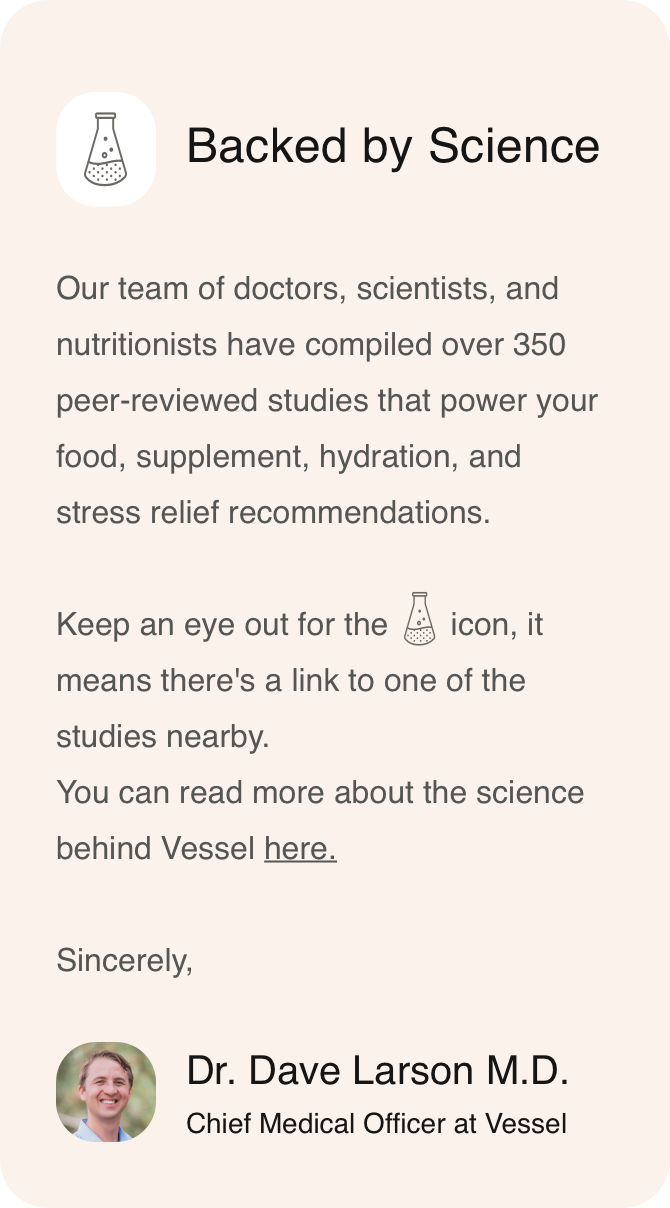 Backed by Science
Our team of doctors, scientists, and
nutritionists have compiled over 350
peer-reviewed studies that power your
food, supplement, hydration, and
stress relief recommendations.
Keep an eye out for the icon, it
means there's a link to one of the
studies nearby.
You can read more about the science
behind Vessel here.
Sincerely,
Dr. Dave Larson M.D.
Chief Medical Officer at Vessel